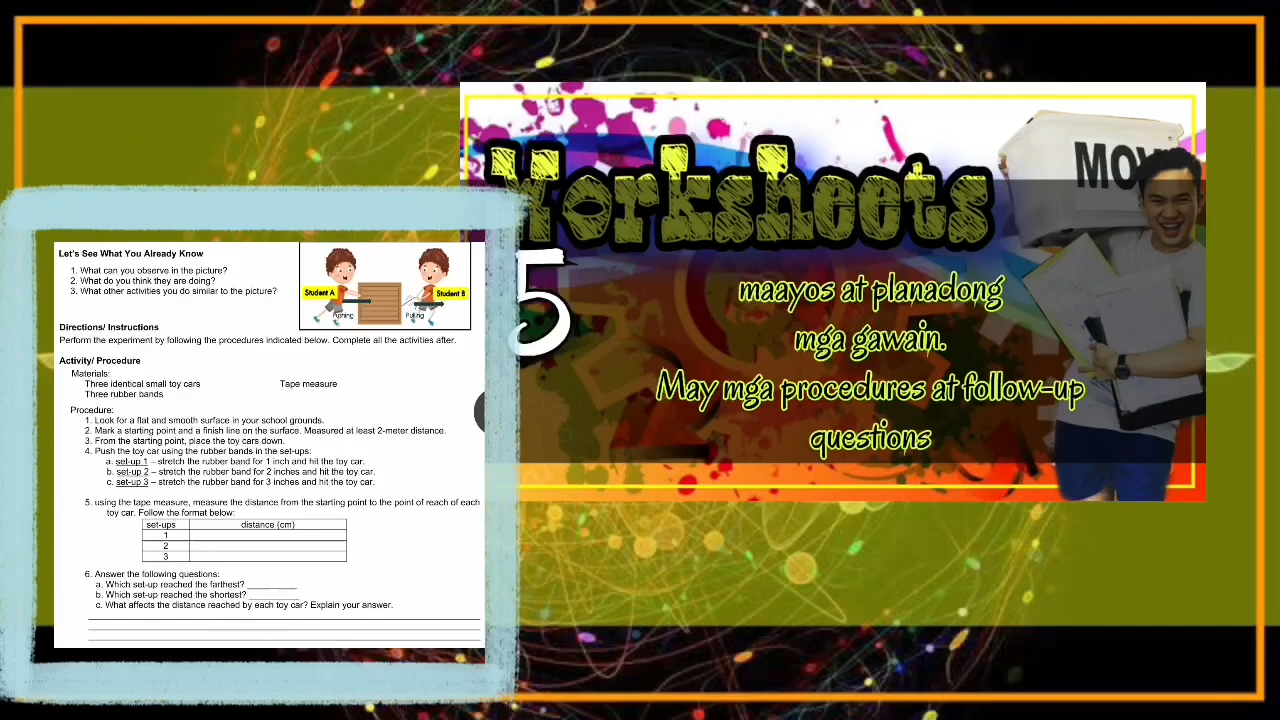 Let's See What You Already Know
1. What can you observe in the picture?
2. What do you think they are doing?
3. What other activities you do similar to the picture?
Student A
Student B
Pushing
Pulling
Directions/ Instructions
Perform the experiment by following the procedures indicated below. Complete all the activities after.
Activity/ Procedure
Materials:
Three identical small toy cars
Tape measure
Three rubber bands
Procedure:
1. Look for a flat and smooth surface in your school grounds.
2. Mark a starting point and a finish line on the surface. Measured at least 2-meter distance.
3. From the starting point, place the toy cars down.
4. Push the toy car using the rubber bands in the set-ups:
a. set-up 1 – stretch the rubber band for 1 inch and hit the toy car.
b. set-up 2 – stretch the rubber band for 2 inches and hit the toy car.
c. set-up 3 – stretch the rubber band for 3 inches and hit the toy car.
5. using the tape measure, measure the distance from the starting point to the point of reach of each
toy car. Follow the format below:
set-ups distance (cm)
1
2
3
6. Answer the following questions:
a. Which set-up reached the farthest? __________
b. Which set-up reached the shortest? __________
c. What affects the distance reached by each toy car? Explain your answer.
Worksheets
5
maayos at planadong
mga gawain.
May mga procedures at follow-up
questions